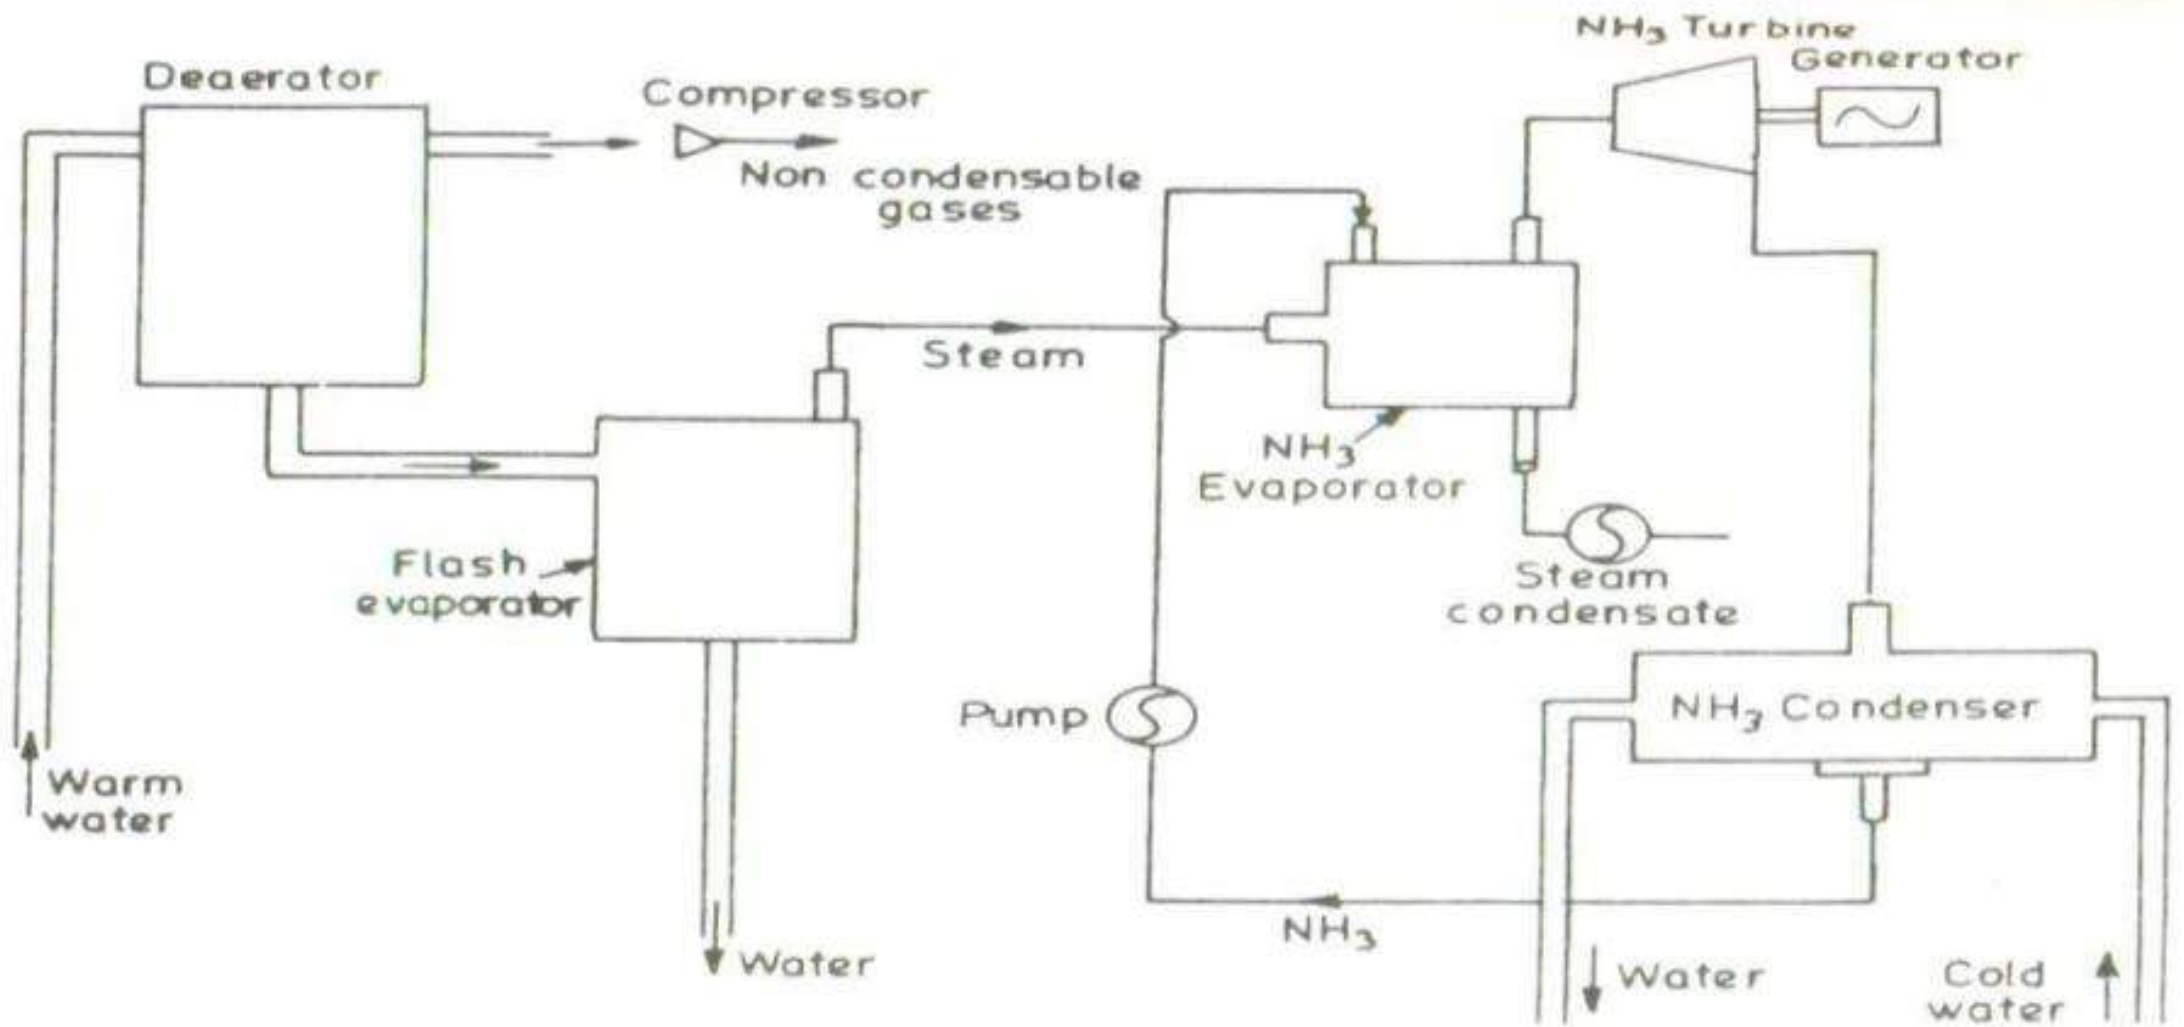 NH₃ Turbine
Generator
Deaerator
Compressor
Non condensable
gases
Steam
NH₃
Evaporator
Flash
evaporator
Steam
condensate
Pump
NH₃ Condenser
Warm
water
NH₃
Water
Water
Cold
water